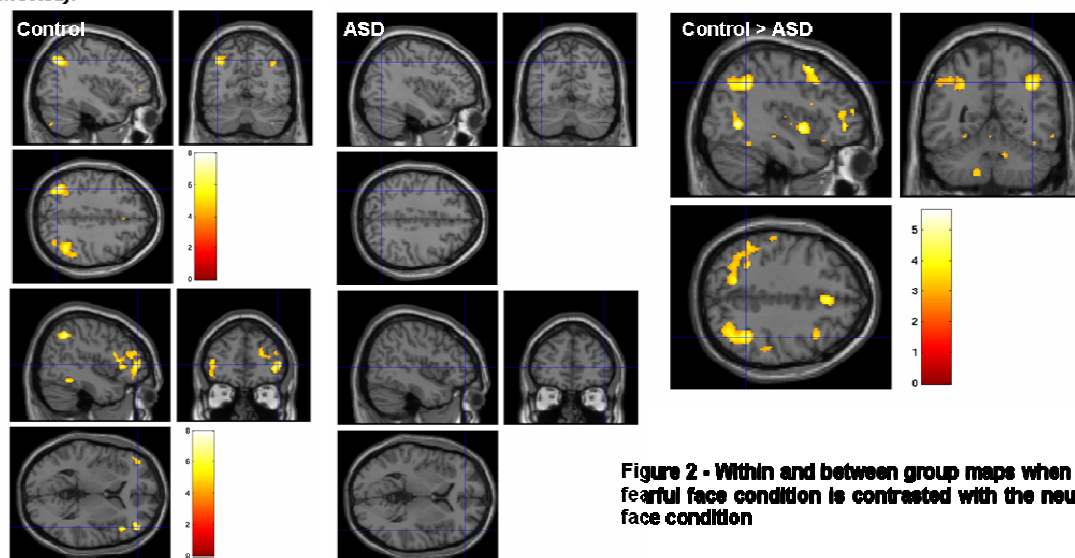 Control
ASD
Control > ASD
8
6
4
2
0
8
6
4
2
0
5
4
3
2
1
0
Figure 2 - Within and between group maps when
fearful face condition is contrasted with the neu
face condition